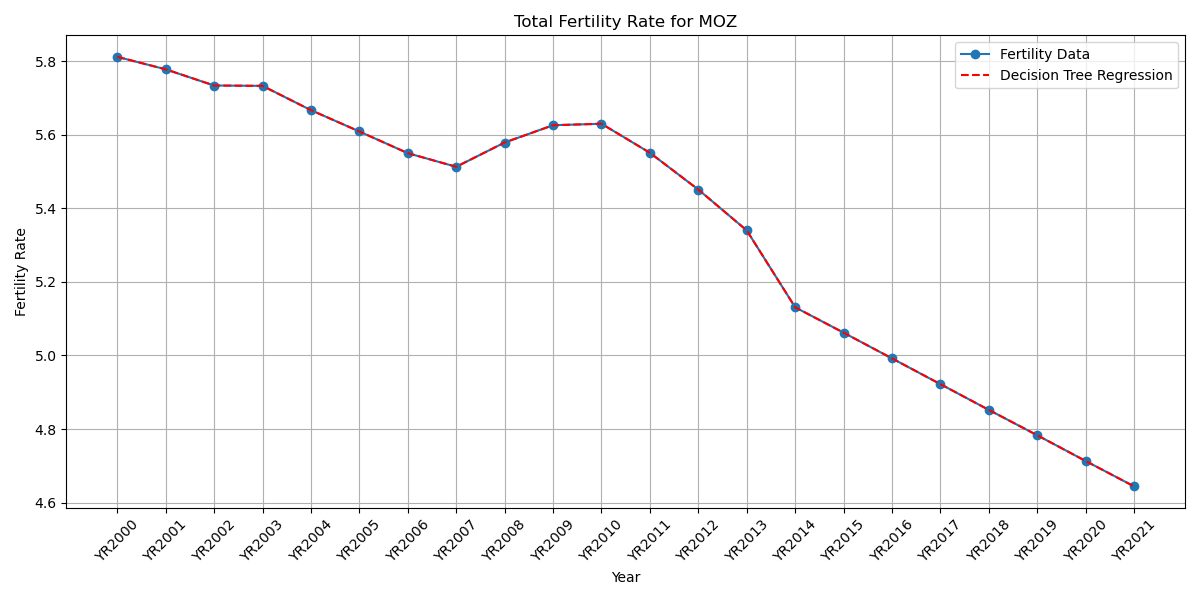 Total Fertility Rate for MOZ
Fertility Data
Decision Tree Regression
Fertility Rate
5.8
5.6
5.4
5.2
5.0
4.8
4.6
YR2000
YR2001
YR2002
YR2003
YR2004
YR2005
YR2006
YR2007
YR2008
YR2009
YR2010
YR2011
YR2012
YR2013
YR2014
YR2015
YR2016
YR2017
YR2018
YR2019
YR2020
YR2021
Year